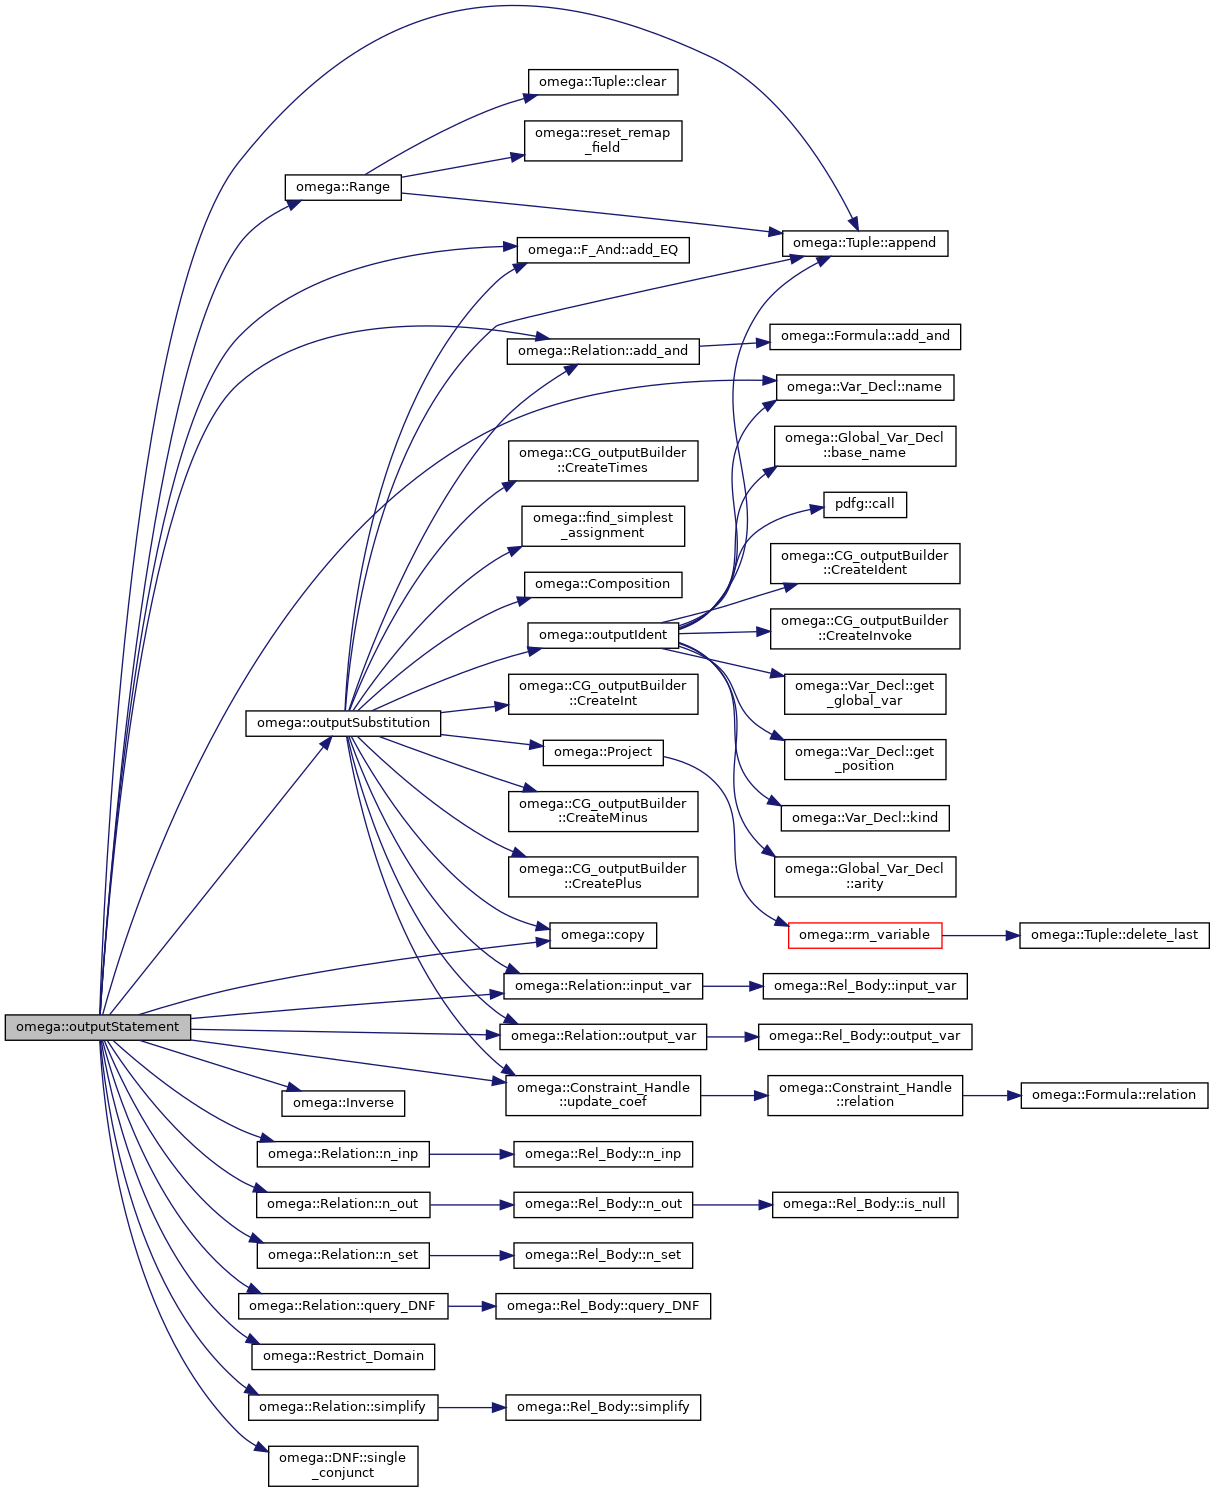 omega::Tuple::clear
omega::reset_remap
_field
omega::Range
omega::Tuple::append
omega::F_And::add_EQ
omega::Formula::add_and
omega::Relation::add_and
omega::Var_Decl::name
omega::Global_Var_Decl
::base_name
omega::CG_outputBuilder
::CreateTimes
pdfg::call
omega::find_simplest
_assignment
omega::CG_outputBuilder
::CreateIdent
omega::Composition
omega::CG_outputBuilder
::CreateInvoke
omega::outputIdent
omega::Var_Decl::get
_global_var
omega::CG_outputBuilder
::CreateInt
omega::outputSubstitution
omega::Project
omega::Var_Decl::get
_position
omega::CG_outputBuilder
::CreateMinus
omega::Var_Decl::kind
omega::CG_outputBuilder
::CreatePlus
omega::Global_Var_Decl
::arity
omega::copy
omega::rm_variable
omega::Tuple::delete_last
omega::Relation::input_var
omega::Rel_Body::input_var
omega::outputStatement
omega::Relation::output_var
omega::Rel_Body::output_var
omega::Constraint_Handle
::update_coef
omega::Constraint_Handle
::relation
omega::Formula::relation
omega::Inverse
omega::Relation::n_inp
omega::Rel_Body::n_inp
omega::Relation::n_out
omega::Rel_Body::n_out
omega::Rel_Body::is_null
omega::Relation::n_set
omega::Rel_Body::n_set
omega::Relation::query_DNF
omega::Rel_Body::query_DNF
omega::Restrict_Domain
omega::Relation::simplify
omega::Rel_Body::simplify
omega::DNF::single
_conjunct